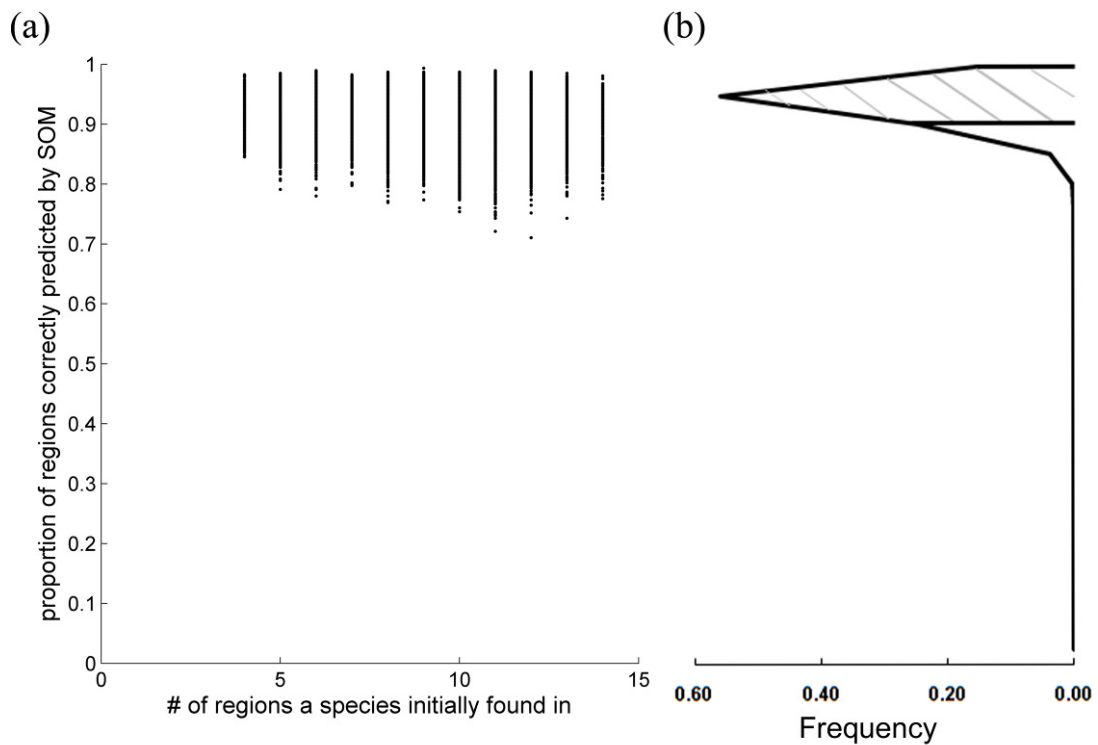 (a)
(b)
proportion of regions correctly predicted by SOM
1
0.9
0.8
0.7
0.6
0.5
0.4
0.3
0.2
0.1
0
0 5 10 15
# of regions a species initially found in
0.60 0.40 0.20 0.00
Frequency